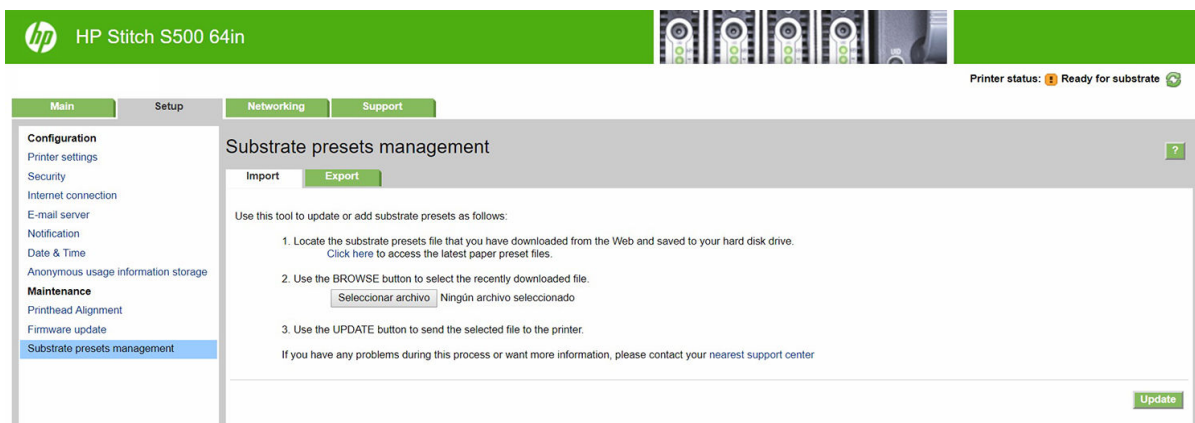 hp HP Stitch S500 64in
UID
Printer status: Ready for substrate
Main Setup Networking Support
Configuration
Printer settings
Security
Internet connection
E-mail server
Notification
Date & Time
Anonymous usage information storage
Maintenance
Printhead Alignment
Firmware update
Substrate presets management
Substrate presets management
?
Import Export
Use this tool to update or add substrate presets as follows:
1. Locate the substrate presets file that you have downloaded from the Web and saved to your hard disk drive.
Click here to access the latest paper preset files.
2. Use the BROWSE button to select the recently downloaded file.
Seleccionar archivo Ningún archivo seleccionado
3. Use the UPDATE button to send the selected file to the printer.
If you have any problems during this process or want more information, please contact your nearest support center
Update